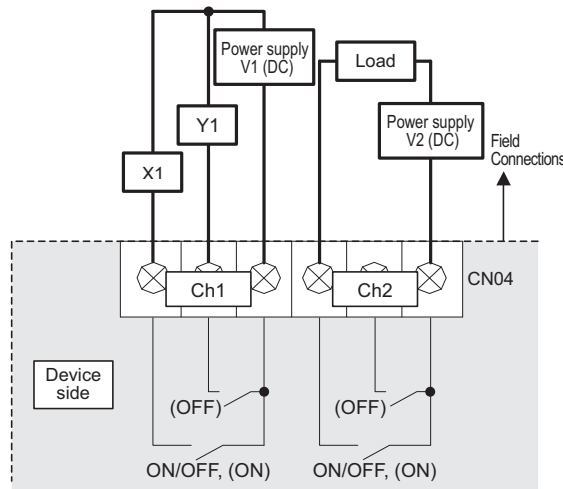 Power supply
V1 (DC)
Load
Y1
Power supply
V2 (DC)
Field
Connections
X1
Ch1
Ch2
CN04
Device
side
(OFF)
(OFF)
ON/OFF, (ON)
ON/OFF, (ON)